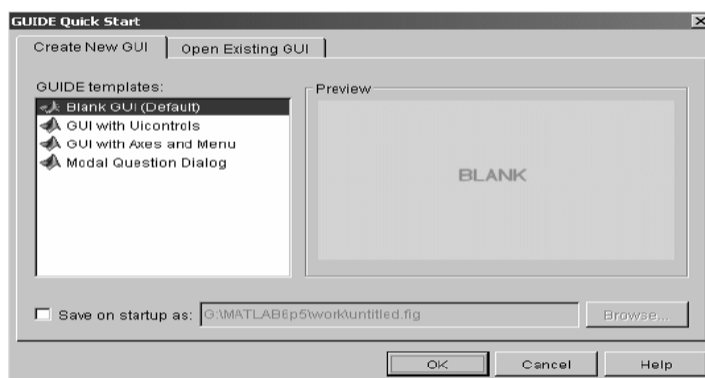 GUIDE Quick Start
Create New GUI
Open Existing GUI
GUIDE templates:
Blank GUI (Default)
GUI with Uicontrols
GUI with Axes and Menu
Modal Question Dialog
Preview
BLANK
Save on startup as:
G:\MATLAB6p5\work\untitled.fig
Browse...
OK
Cancel
Help